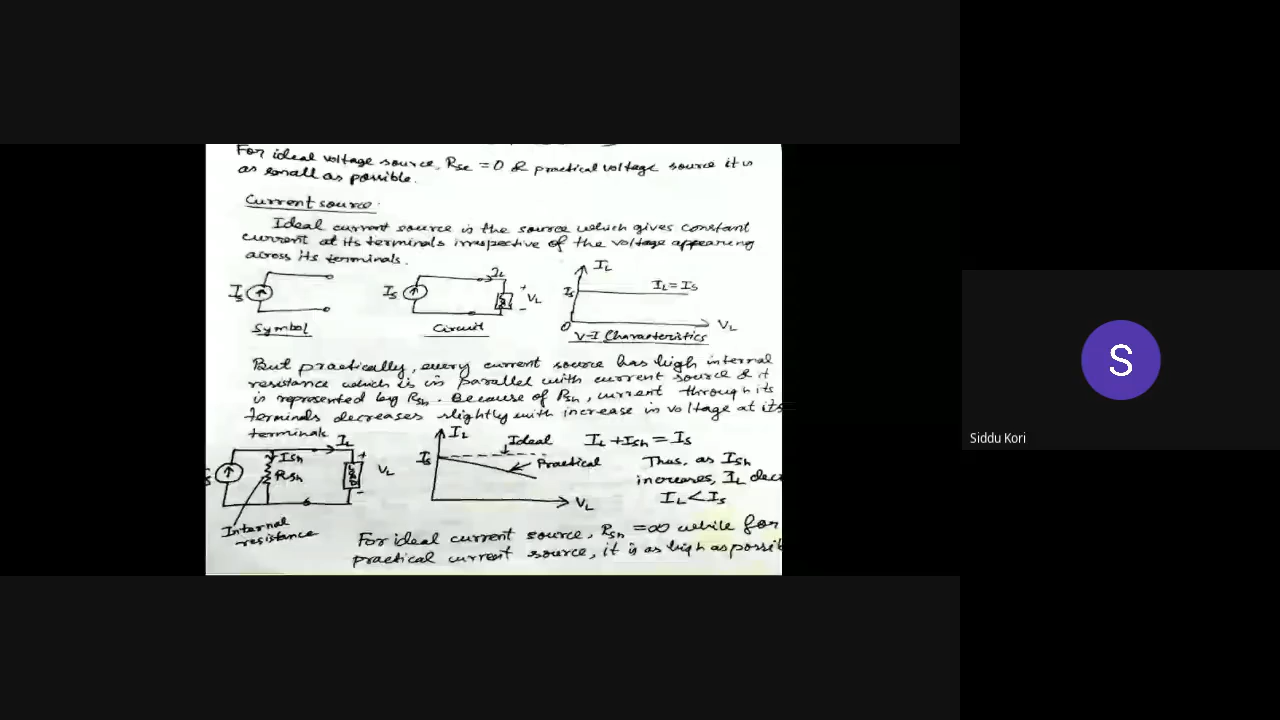 For ideal voltage source, Rse = 0 & practical voltage source it is
as small as possible.
Current source.
Ideal current source is the source which gives constant
current at its terminals irrespective of the voltage appearing
across its terminals.
Is
Symbol
Is IL + VL -
Circuit
IL
Is IL = Is
O VL
V-I Characteristics
But practically, every current source has high internal
resistance which is in parallel with current source & it
is represented by Rsh. Because of Rsh, current through its
terminals decreases slightly with increase in voltage at its
terminals.
IL + Ish Rsh VL -
Internal
resistance
IL
Is Ideal
Practical
VL
IL + Ish = Is
Thus, as Ish
increases, IL dec
IL < Is
For ideal current source, Rsh = ∞ while for
practical current source, it is as high as possib
S
Siddu Kori